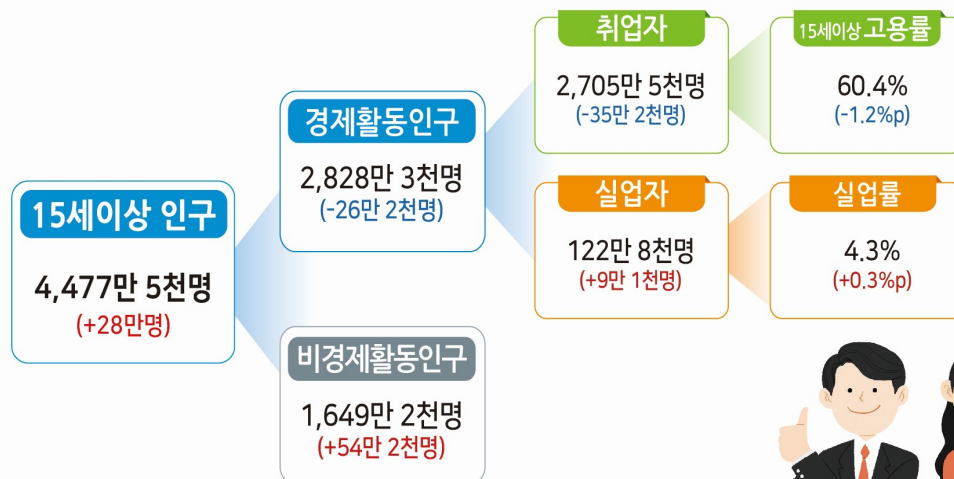 15세이상 인구
4,477만 5천명
(+28만명)
경제활동인구
2,828만 3천명
(-26만 2천명)
비경제활동인구
1,649만 2천명
(+54만 2천명)
취업자
2,705만 5천명
(-35만 2천명)
15세이상 고용률
60.4%
(-1.2%p)
실업자
122만 8천명
(+9만 1천명)
실업률
4.3%
(+0.3%p)